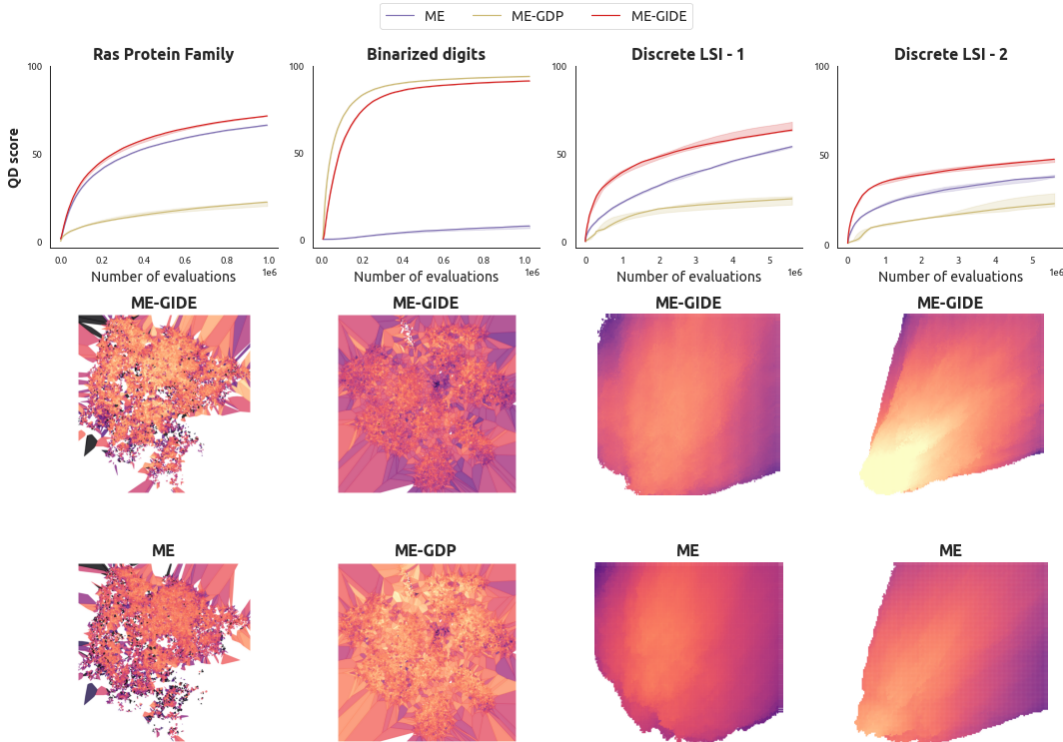 ME ME-GDP ME-GIDE
Ras Protein Family Binarized digits Discrete LSI - 1 Discrete LSI - 2
QD score
100 50 0
100 50 0
100 50 0
100 50 0
0.0 0.2 0.4 0.6 0.8 1.0
0.0 0.2 0.4 0.6 0.8 1.0
0 1 2 3 4 5
0 1 2 3 4 5
Number of evaluations 1e6 Number of evaluations 1e6 Number of evaluations 1e6 Number of evaluations 1e6
ME-GIDE ME-GIDE ME-GIDE ME-GIDE
ME ME-GDP ME ME